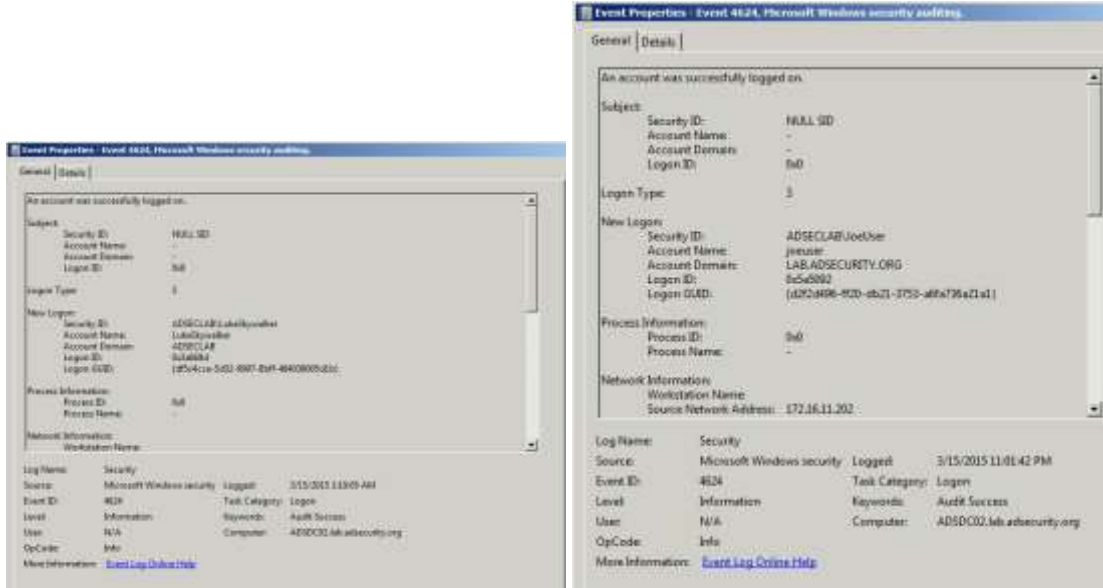 Event Properties - Event 4624, Microsoft Windows security auditing.
General Details
An account was successfully logged on.
Subject:
Security ID: NULL SID
Account Name: -
Account Domain: -
Logon ID: 0x0
Logon Type: 3
New Logon:
Security ID: ADSECLAB\LukeSkywalker
Account Name: LukeSkywalker
Account Domain: ADSECLAB
Logon ID:
Logon GUID:
Process Information:
Process ID: 0x0
Process Name: -
Network Information:
Workstation Name:
Log Name: Security
Source: Microsoft Windows security Logged: 3/15/2015
Event ID: 4624 Task Category: Logon
Level: Information Keywords: Audit Success
User: N/A Computer: ADSDC02.lab.adsecurity.org
OpCode: Info
More Information: Event Log Online Help
Event Properties - Event 4624, Microsoft Windows security auditing.
General Details
An account was successfully logged on.
Subject:
Security ID: NULL SID
Account Name: -
Account Domain: -
Logon ID: 0x0
Logon Type: 3
New Logon:
Security ID: ADSECLAB\JoeUser
Account Name: joeuser
Account Domain: LAB.ADSECURITY.ORG
Logon ID:
Logon GUID:
Process Information:
Process ID: 0x0
Process Name: -
Network Information:
Workstation Name:
Source Network Address: 172.16.11.202
Log Name: Security
Source: Microsoft Windows security Logged: 3/15/2015 11:01:42 PM
Event ID: 4624 Task Category: Logon
Level: Information Keywords: Audit Success
User: N/A Computer: ADSDC02.lab.adsecurity.org
OpCode: Info
More Information: Event Log Online Help